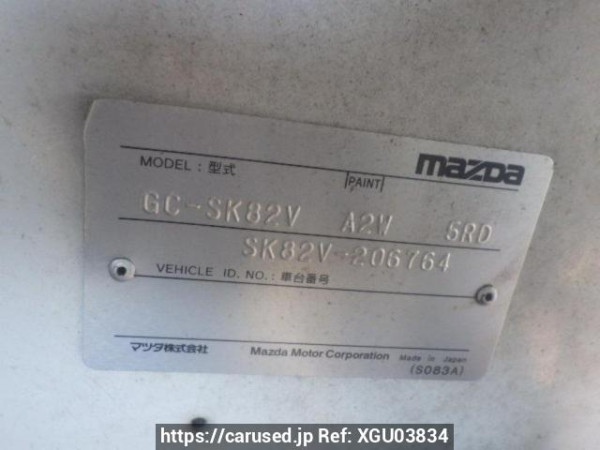 mazda
MODEL : 型式
PAINT
GC-SK82V A2W 5RD
SK82V-206764
VEHICLE ID. NO. : 車台番号
マツダ株式会社 Mazda Motor Corporation Made in Japan
(S083A)
https://carused.jp Ref: XGU03834